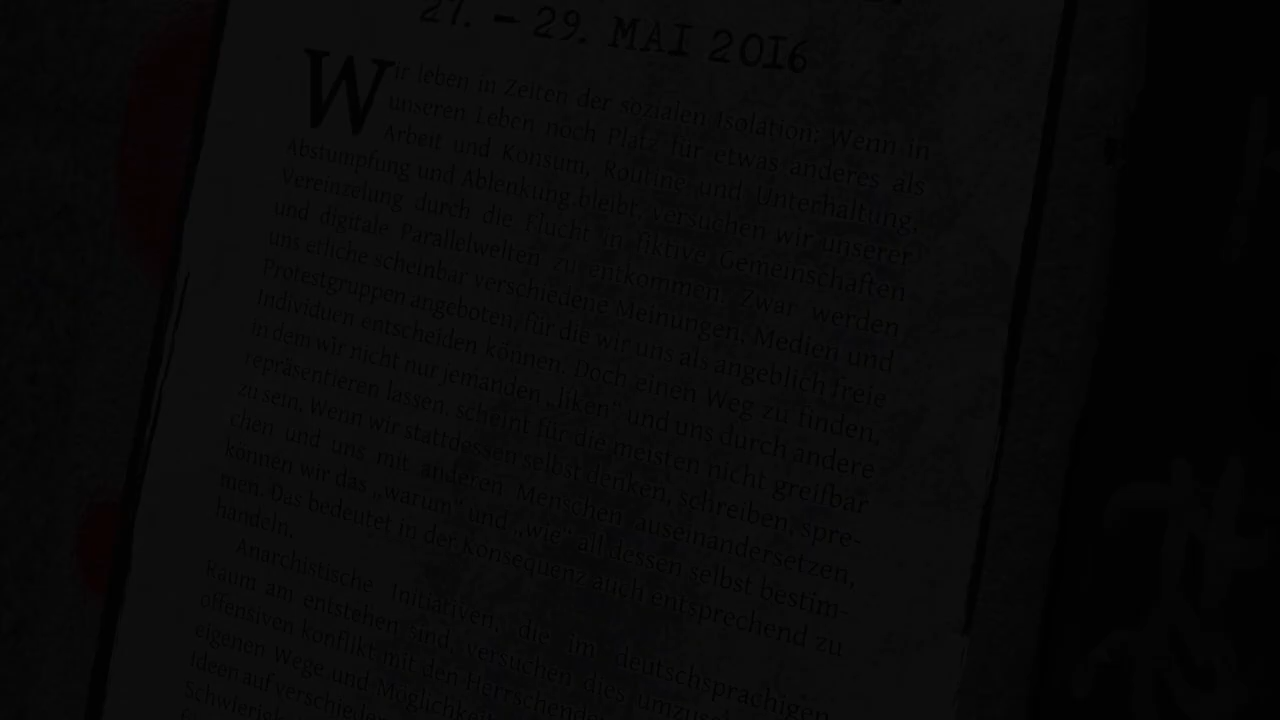 27. – 29. MAI 2016
Wir leben in Zeiten der sozialen Isolation: Wenn in
unseren Leben noch Platz für etwas anderes als
Arbeit und Konsum, Routine und Unterhaltung,
Abstumpfung und Ablenkung bleibt, versuchen wir unserer
Vereinzelung durch die Flucht in fiktive Gemeinschaften
und digitale Parallelwelten zu entkommen. Zwar werden
uns etliche scheinbar verschiedene Meinungen, Medien und
Protestgruppen angeboten, für die wir uns als angeblich freie
Individuen entscheiden können. Doch einen Weg zu finden,
in dem wir nicht nur jemanden „liken“ und uns durch andere
repräsentieren lassen, scheint für die meisten nicht greifbar
zu sein. Wenn wir stattdessen selbst denken, schreiben, spre-
chen und uns mit anderen Menschen auseinandersetzen,
können wir das „warum“ und „wie“ all dessen selbst bestim-
men. Das bedeutet in der Konsequenz auch entsprechend zu
handeln.
Anarchistische Initiativen, die im deutschsprachigen
Raum am entstehen sind, versuchen dies
offensiven konflikt mit den
eigenen Wege und
Ideen auf